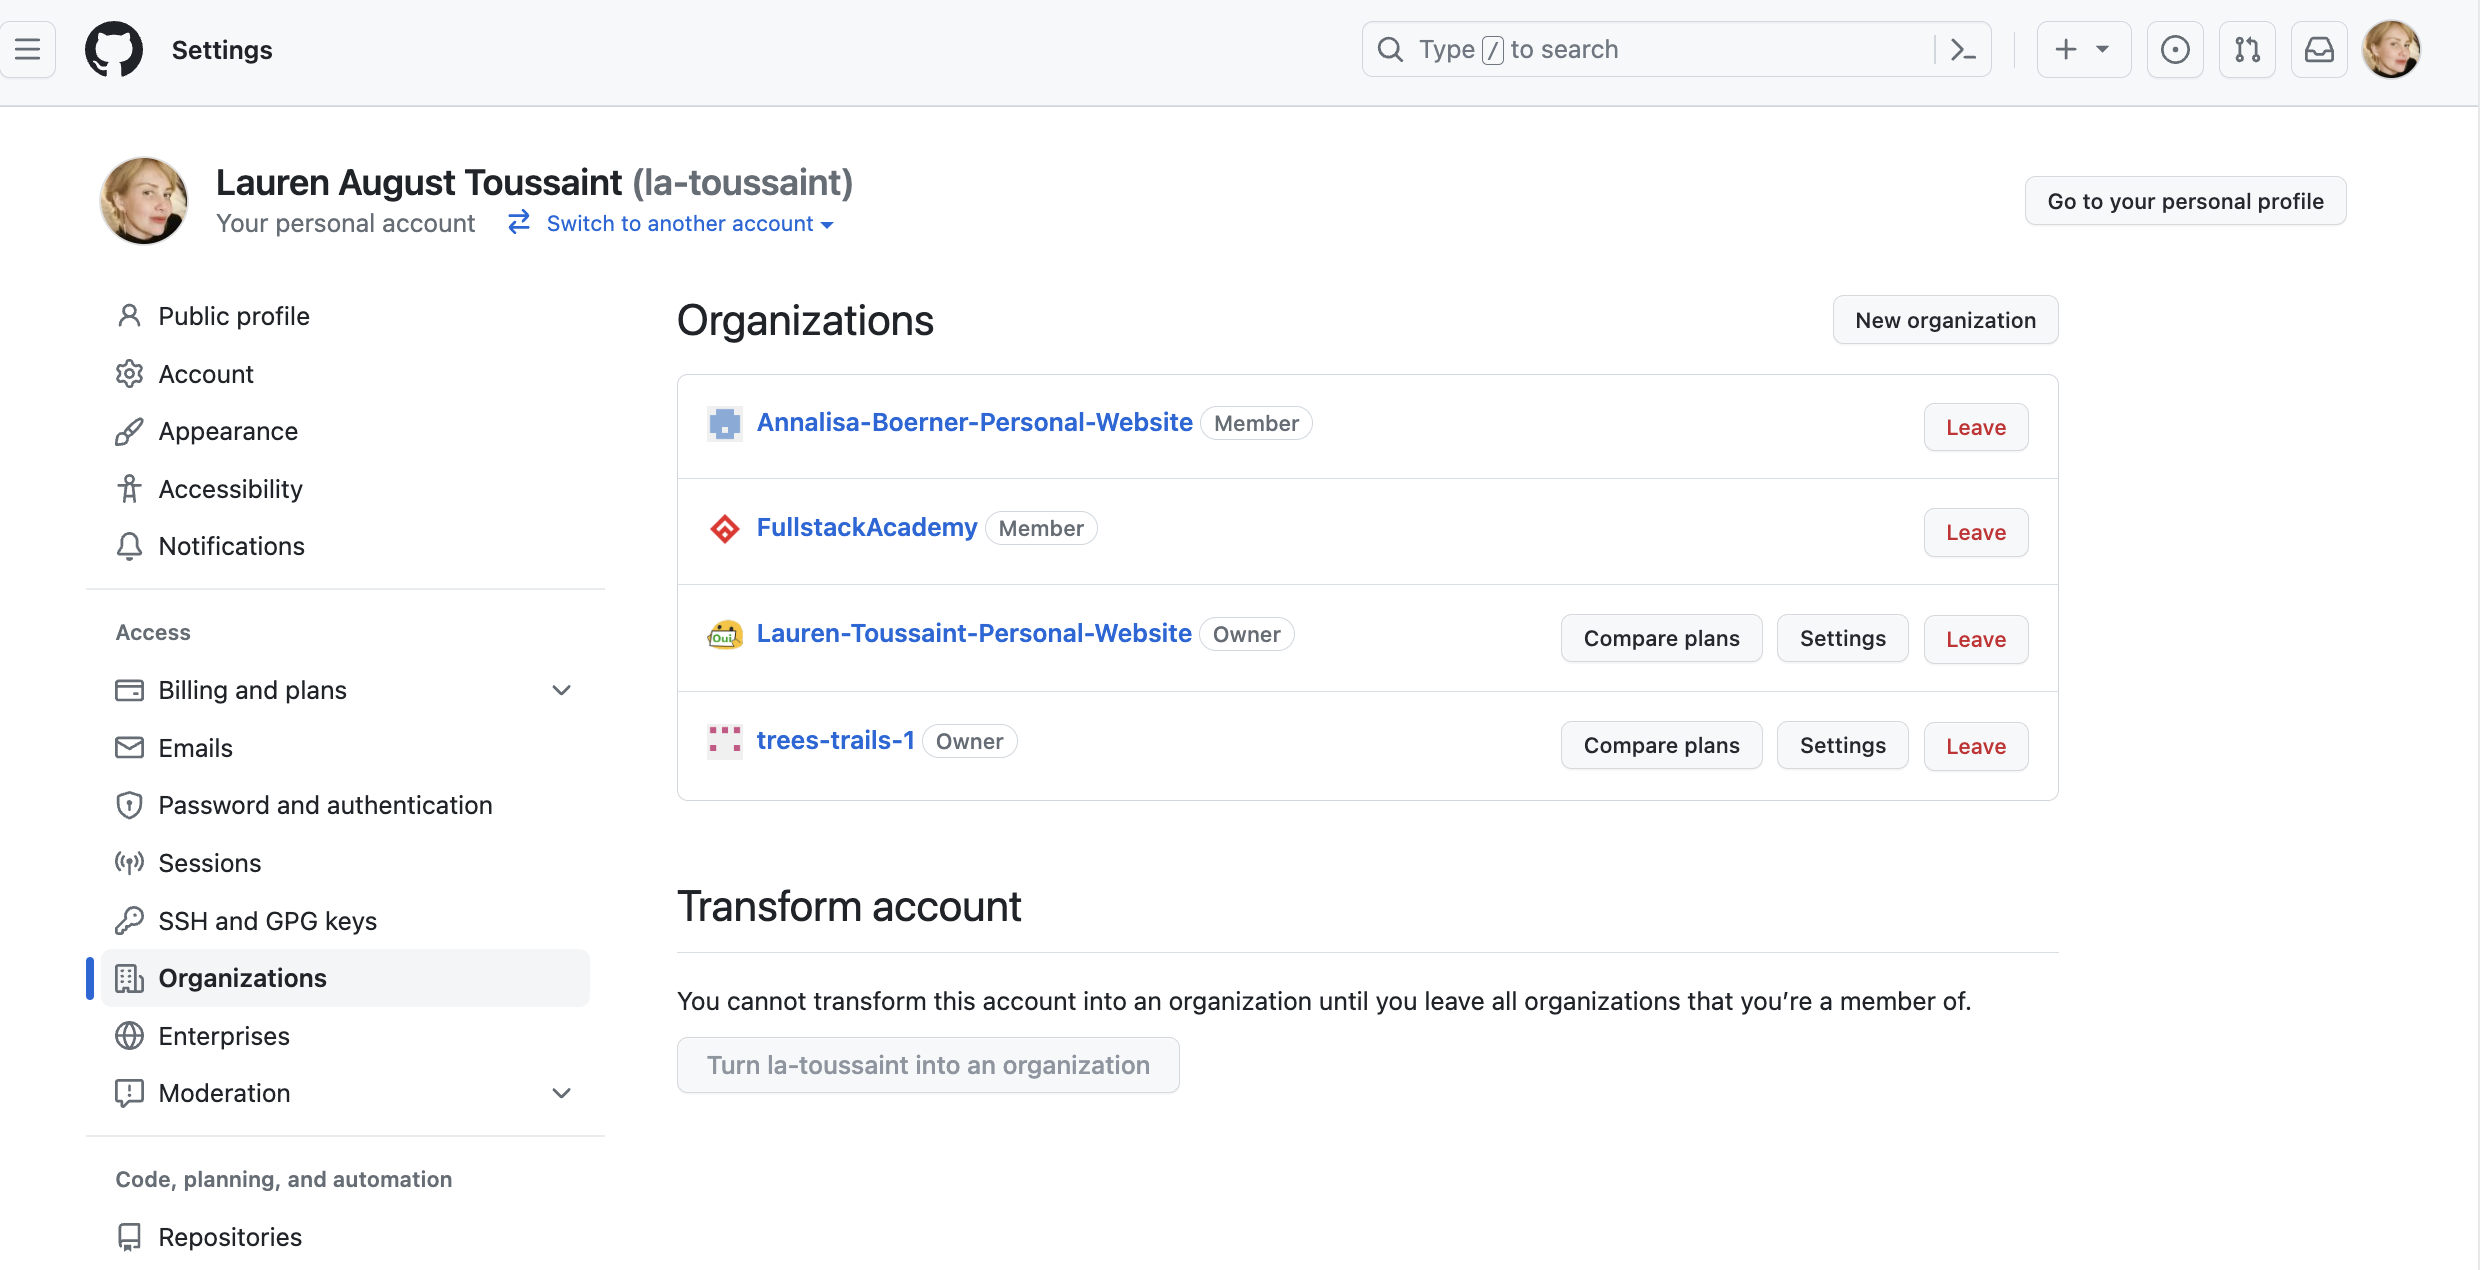 Settings
Type / to search
Lauren August Toussaint (la-toussaint)
Your personal account Switch to another account
Go to your personal profile
Public profile
Account
Appearance
Accessibility
Notifications
Access
Billing and plans
Emails
Password and authentication
Sessions
SSH and GPG keys
Organizations
Enterprises
Moderation
Code, planning, and automation
Repositories
Organizations
New organization
Annalisa-Boerner-Personal-Website Member Leave
FullstackAcademy Member Leave
Oui
Lauren-Toussaint-Personal-Website Owner Compare plans Settings Leave
trees-trails-1 Owner Compare plans Settings Leave
Transform account
You cannot transform this account into an organization until you leave all organizations that you’re a member of.
Turn la-toussaint into an organization